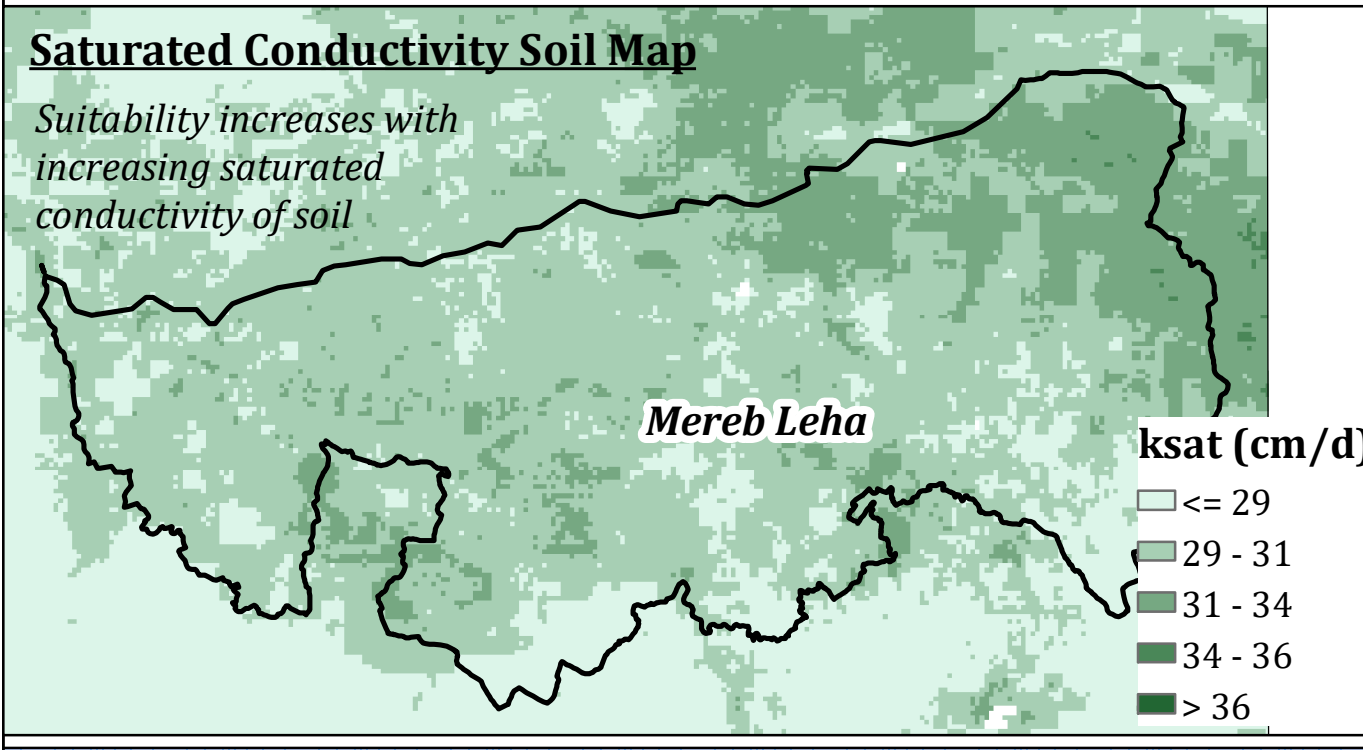 Saturated Conductivity Soil Map
Suitability increases with
increasing saturated
conductivity of soil
Mereb Leha
ksat (cm/d)
<= 29
29 - 31
31 - 34
34 - 36
> 36